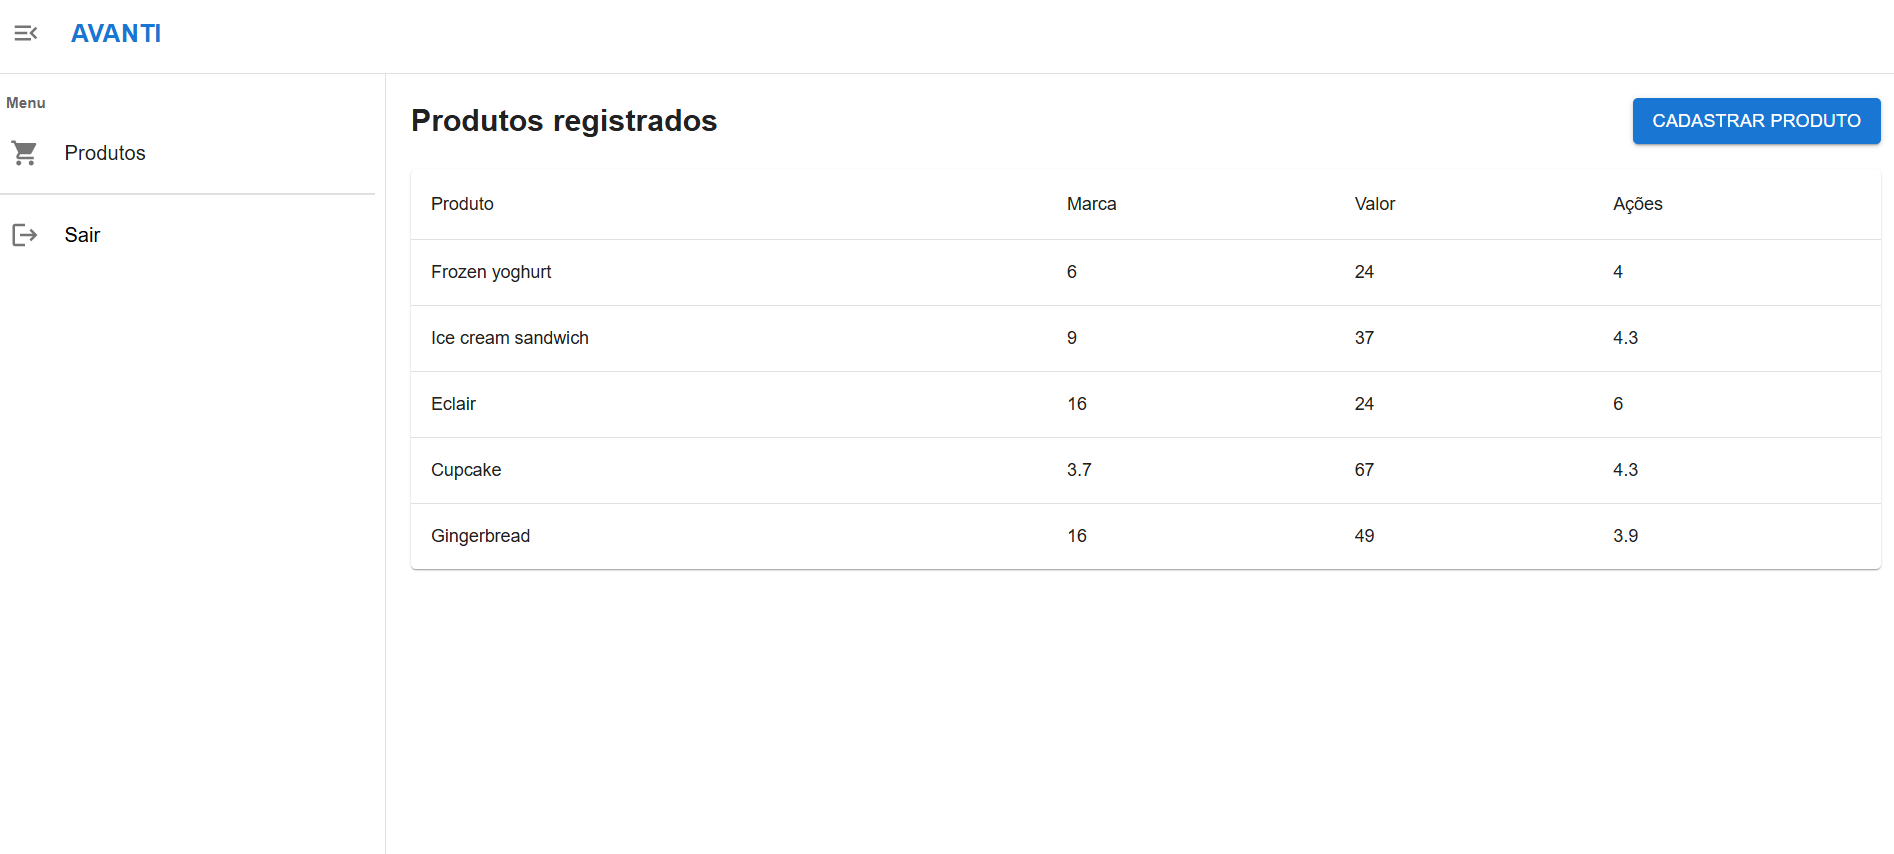 AVANTI
Menu
Produtos
Sair
Produtos registrados
CADASTRAR PRODUTO
Produto Marca Valor Ações
Frozen yoghurt 6 24 4
Ice cream sandwich 9 37 4.3
Eclair 16 24 6
Cupcake 3.7 67 4.3
Gingerbread 16 49 3.9